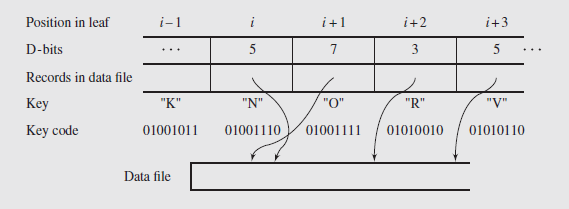 Position in leaf i − 1 i i + 1 i + 2 i + 3
D-bits ··· 5 7 3 5 ···
Records in data file
Key "K" "N" "O" "R" "V"
Key code 01001011 01001110 01001111 01010010 01010110
Data file